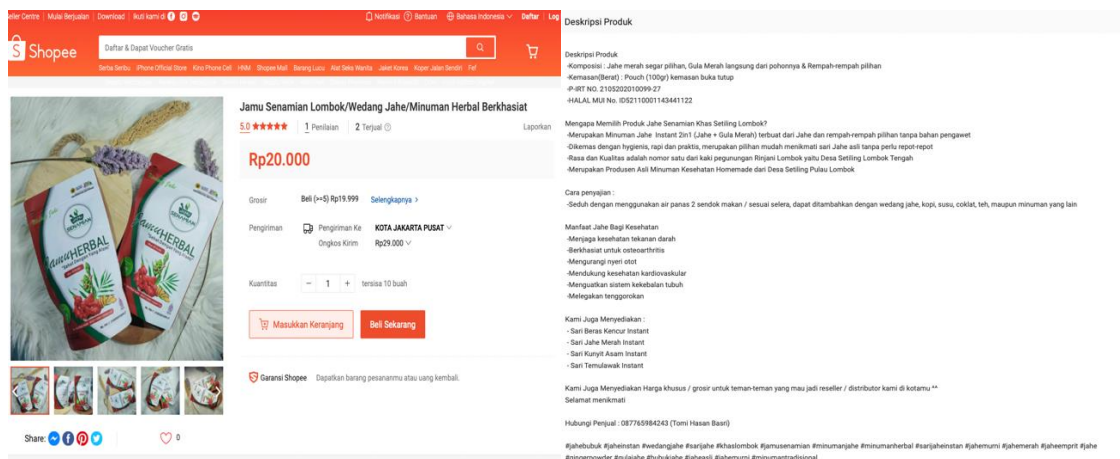 Seller Centre | Mulai Berjualan | Download | Ikuti kami di
Notifikasi Bantuan Bahasa Indonesia Daftar Log
Shopee
Daftar & Dapat Voucher Gratis
Serba Seribu iPhone Official Store Kino Phone Cell HNM Shopee Mall Barang Lucu Alat Seks Wanita Jaket Korea Koper Jalan Sendiri Fef
Jamu Senamian Lombok/Wedang Jahe/Minuman Herbal Berkhasiat
5.0 ★★★★★ 1 Penilaian 2 Terjual
Laporkan
Rp20.000
Grosir Beli (>=5) Rp19.999 Selengkapnya >
Pengiriman Pengiriman Ke KOTA JAKARTA PUSAT
Ongkos Kirim Rp29.000
Kuantitas − 1 + tersisa 10 buah
Masukkan Keranjang Beli Sekarang
Garansi Shopee Dapatkan barang pesananmu atau uang kembali.
SENAMIAN
Jamu HERBAL
SENAMIAN
Jamu HERBAL
Share: 0
Deskripsi Produk
Deskripsi Produk
-Komposisi : Jahe merah segar pilihan, Gula Merah langsung dari pohonnya & Rempah-rempah pilihan
-Kemasan(Berat) : Pouch (100gr) kemasan buka tutup
-P-IRT NO. 2105202010099-27
-HALAL MUI No. ID52110001143441122
Mengapa Memilih Produk Jahe Senamian Khas Setiling Lombok?
-Merupakan Minuman Jahe Instant 2in1 (Jahe + Gula Merah) terbuat dari Jahe dan rempah-rempah pilihan tanpa bahan pengawet
-Dikemas dengan hygienis, rapi dan praktis, merupakan pilihan mudah menikmati sari Jahe asli tanpa perlu repot-repot
-Rasa dan Kualitas adalah nomor satu dari kaki pegunungan Rinjani Lombok yaitu Desa Setiling Lombok Tengah
-Merupakan Produsen Asli Minuman Kesehatan Homemade dari Desa Setiling Pulau Lombok
Cara penyajian :
-Seduh dengan menggunakan air panas 2 sendok makan / sesuai selera, dapat ditambahkan dengan wedang jahe, kopi, susu, coklat, teh, maupun minuman yang lain
Manfaat Jahe Bagi Kesehatan
-Menjaga kesehatan tekanan darah
-Berkhasiat untuk osteoarthritis
-Mengurangi nyeri otot
-Mendukung kesehatan kardiovaskular
-Menguatkan sistem kekebalan tubuh
-Melegakan tenggorokan
Kami Juga Menyediakan :
- Sari Beras Kencur Instant
- Sari Jahe Merah Instant
- Sari Kunyit Asam Instant
- Sari Temulawak Instant
Kami Juga Menyediakan Harga khusus / grosir untuk teman-teman yang mau jadi reseller / distributor kami di kotamu ^^
Selamat menikmati
Hubungi Penjual : 087765984243 (Tomi Hasan Basri)
#jahebubuk #jaheinstan #wedangjahe #sarijahe #khaslombok #jamusenamian #minumanjahe #minumanherbal #sarijaheinstan #jahemurni #jahemerah #jaheemprit #jahe
#gingerpowder #gulajahe #bubukjahe #jaheasli #jahemurni #minumantradisional